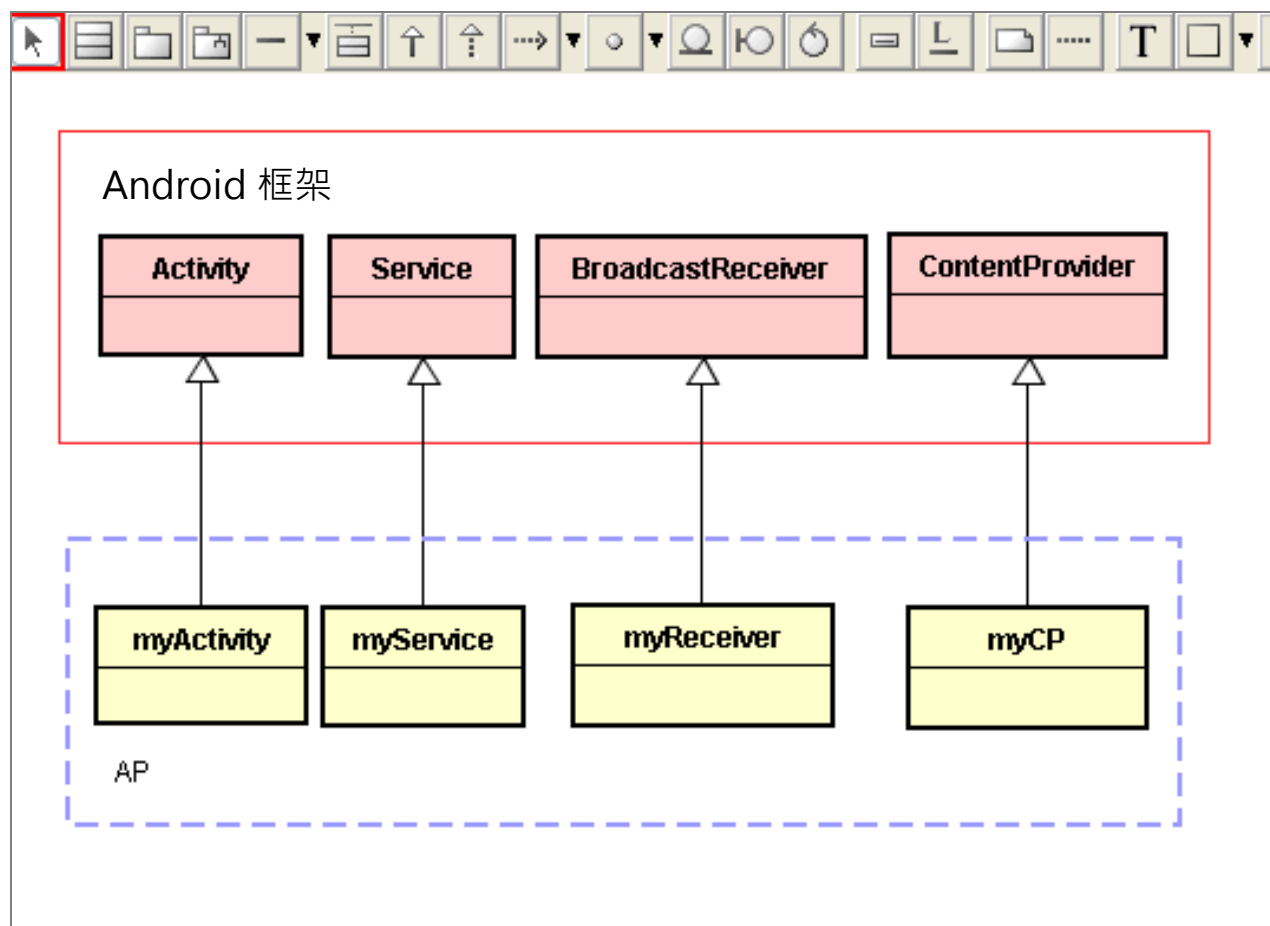 T
Android 框架
Activity Service BroadcastReceiver ContentProvider
myActivity myService myReceiver myCP
AP